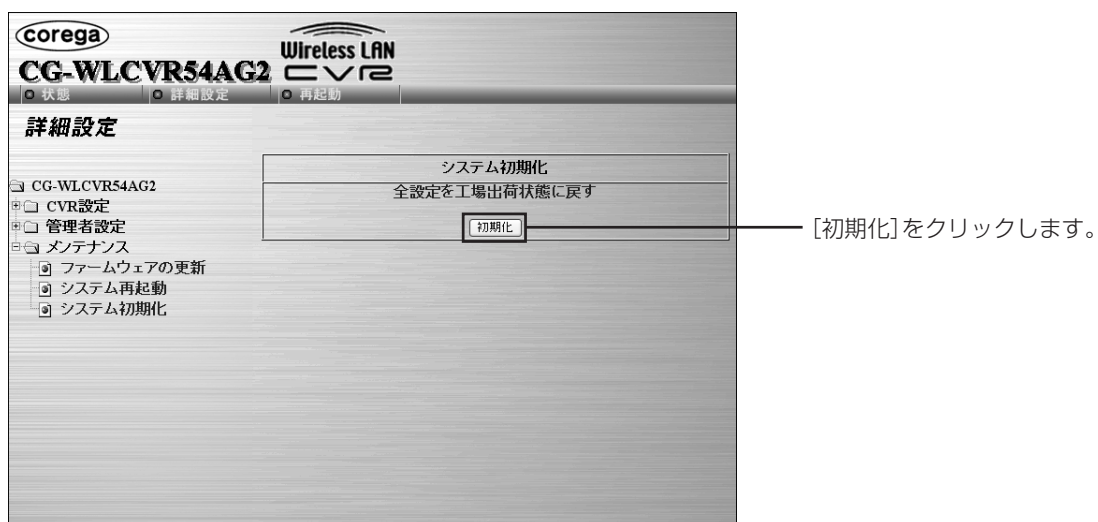 corega
Wireless LAN
CVR
CG-WLCVR54AG2
状態 詳細設定 再起動
詳細設定
システム初期化
全設定を工場出荷状態に戻す
初期化
[初期化]をクリックします。
CG-WLCVR54AG2
CVR設定
管理者設定
メンテナンス
ファームウェアの更新
システム再起動
システム初期化